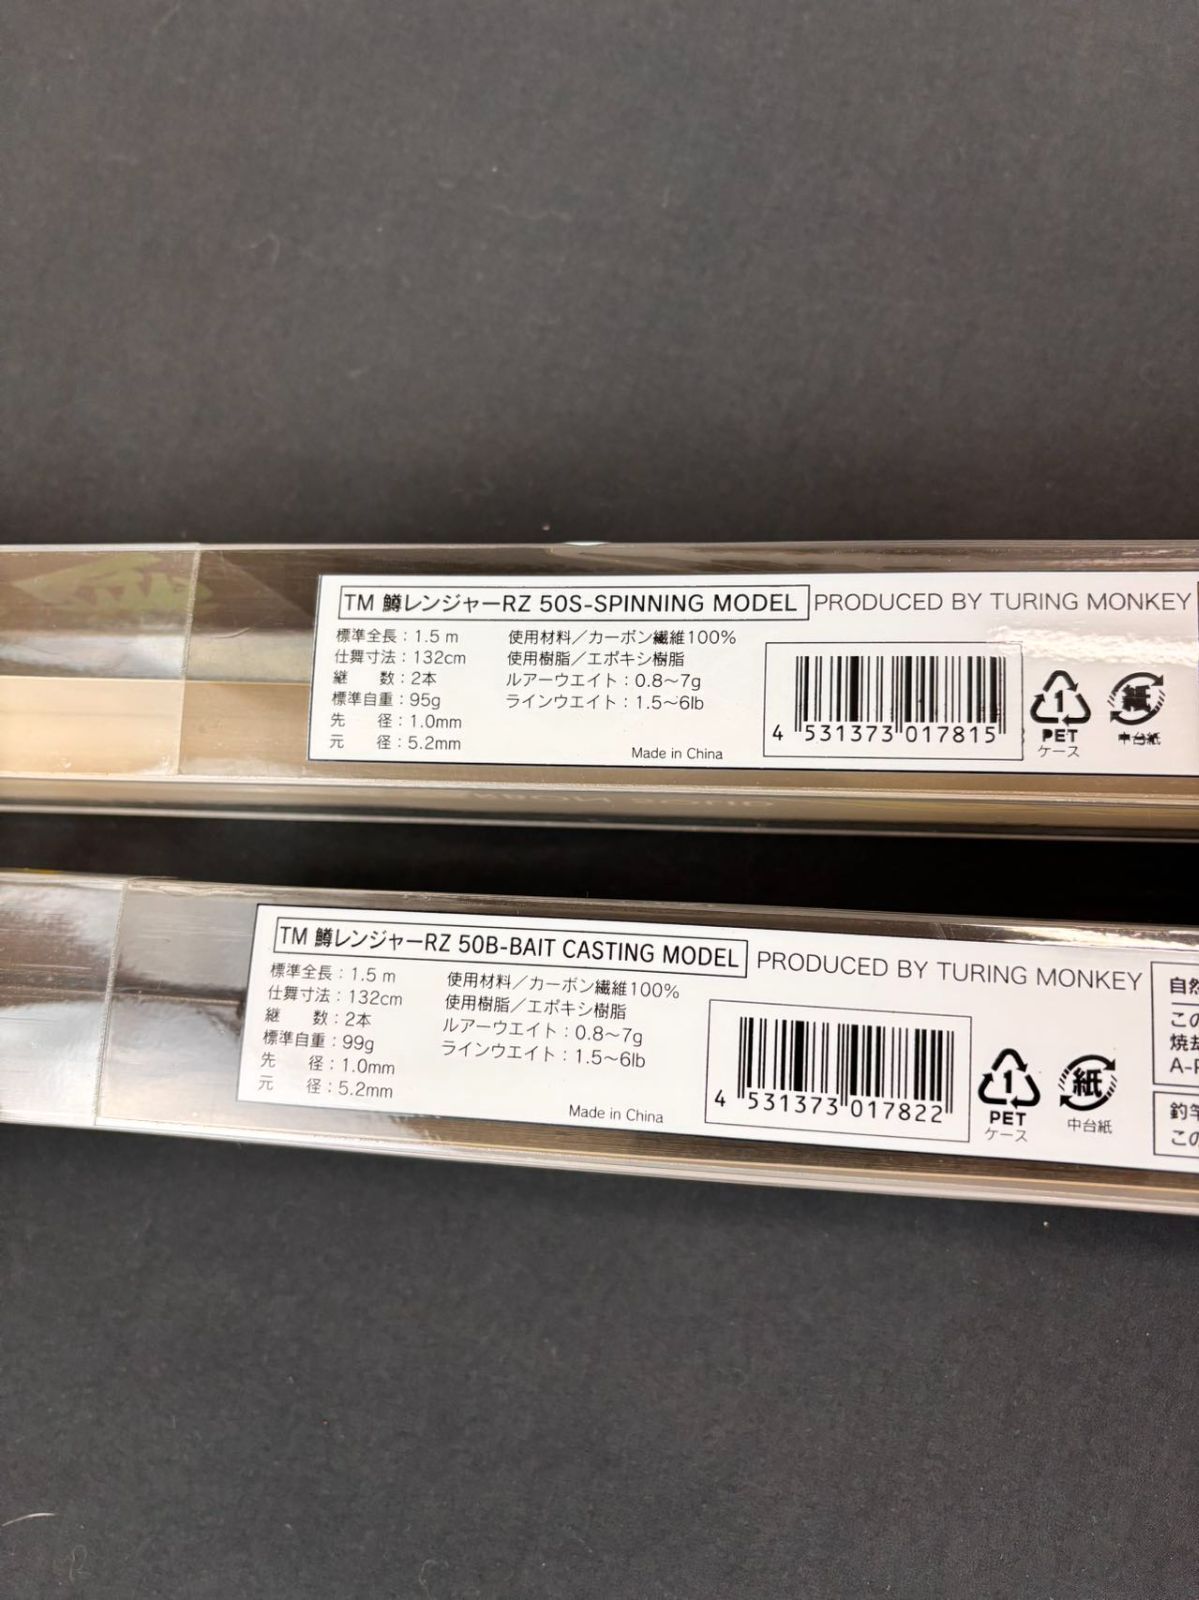 TM 鱒レンジャーRZ 50S-SPINNING MODEL PRODUCED BY TURING MONKEY
標準全長：1.5 m
仕舞寸法：132cm
継　数：2本
標準自重：95g
先　径：1.0mm
元　径：5.2mm
使用材料／カーボン繊維100%
使用樹脂／エポキシ樹脂
ルアーウエイト：0.8～7g
ラインウエイト：1.5～6lb
Made in China
4 531373 017815
1
PET
ケース
紙
中台紙
TM 鱒レンジャーRZ 50B-BAIT CASTING MODEL PRODUCED BY TURING MONKEY
標準全長：1.5 m
仕舞寸法：132cm
継　数：2本
標準自重：99g
先　径：1.0mm
元　径：5.2mm
使用材料／カーボン繊維100%
使用樹脂／エポキシ樹脂
ルアーウエイト：0.8～7g
ラインウエイト：1.5～6lb
Made in China
4 531373 017822
1
PET
ケース
紙
中台紙
自然
この
焼却
釣竿
この